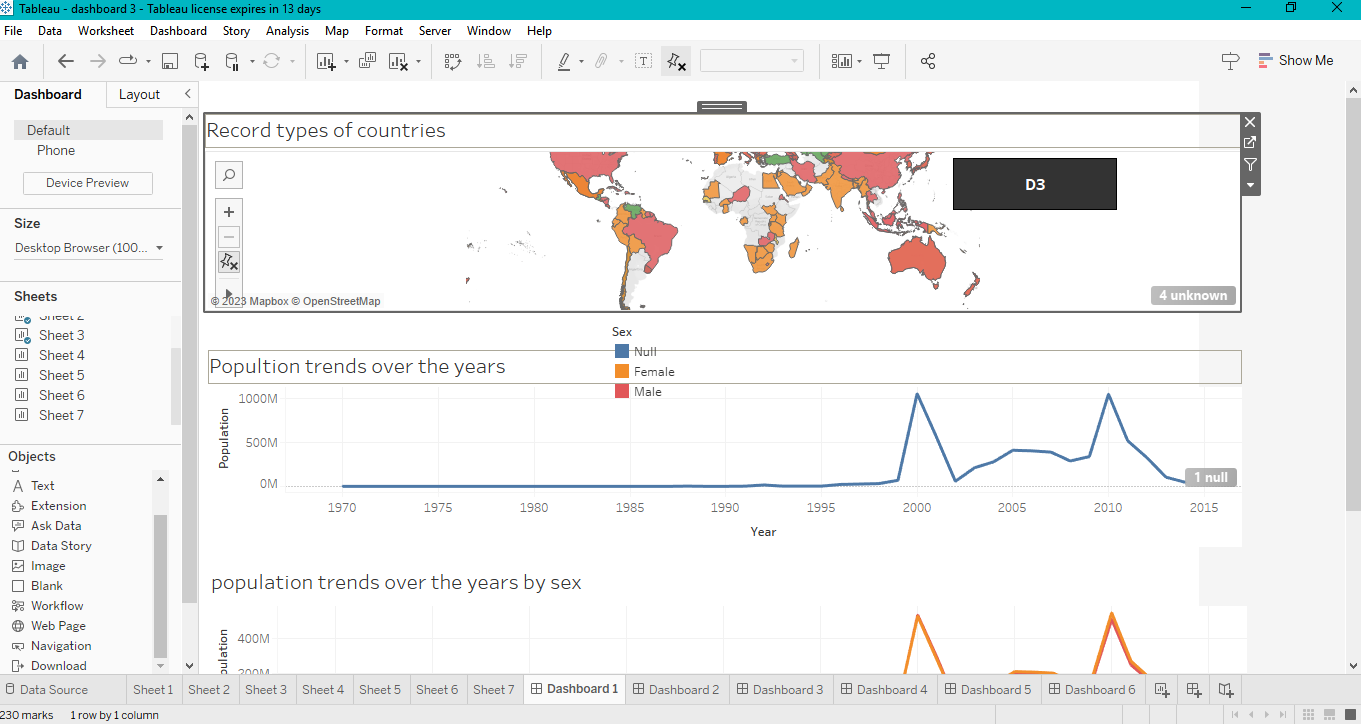 Tableau - dashboard 3 - Tableau license expires in 13 days
File Data Worksheet Dashboard Story Analysis Map Format Server Window Help
Show Me
Dashboard Layout
Default
Phone
Device Preview
Size
Desktop Browser (100...
Sheets
Sheet 2
Sheet 3
Sheet 4
Sheet 5
Sheet 6
Sheet 7
Objects
Text
Extension
Ask Data
Data Story
Image
Blank
Workflow
Web Page
Navigation
Download
Record types of countries
D3
© 2023 Mapbox © OpenStreetMap
4 unknown
Sex
Null
Female
Male
Popultion trends over the years
Population
1000M
500M
0M
1 null
1970 1975 1980 1985 1990 1995 2000 2005 2010 2015
Year
population trends over the years by sex
400M
Data Source Sheet 1 Sheet 2 Sheet 3 Sheet 4 Sheet 5 Sheet 6 Sheet 7 Dashboard 1 Dashboard 2 Dashboard 3 Dashboard 4 Dashboard 5 Dashboard 6
230 marks 1 row by 1 column